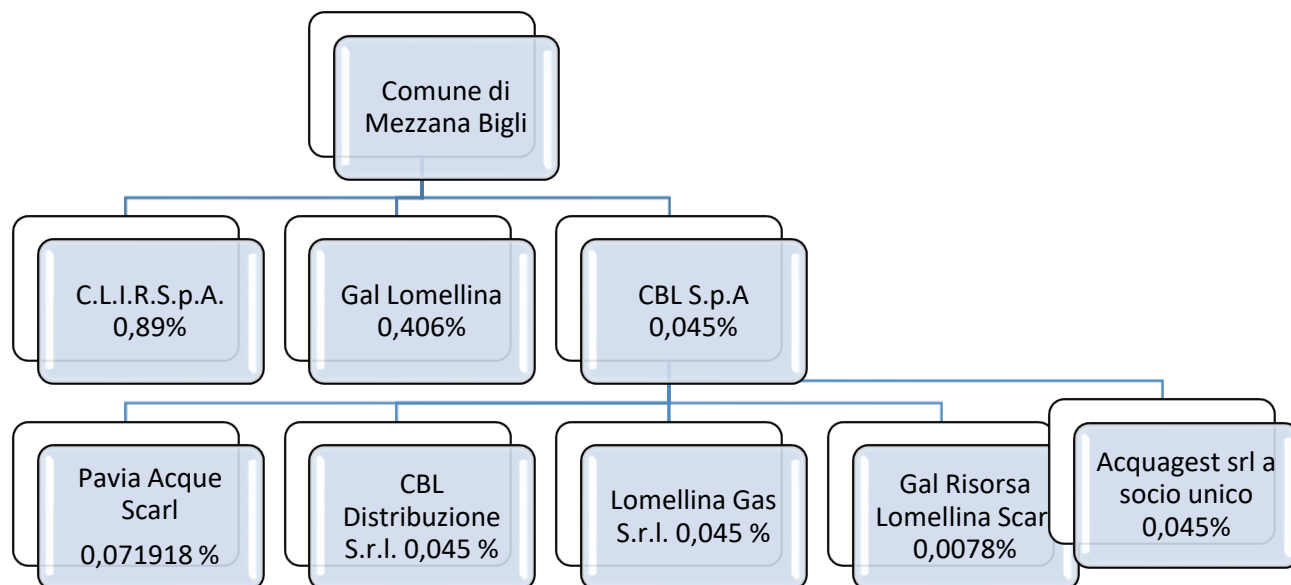 Comune di
Mezzana Bigli
C.L.I.R.S.p.A.
0,89%
Gal Lomellina
0,406%
CBL S.p.A
0,045%
Pavia Acque
Scarl
0,071918 %
CBL
Distribuzione
S.r.l. 0,045 %
Lomellina Gas
S.r.l. 0,045 %
Gal Risorsa
Lomellina Scarl
0,0078%
Acquagest srl a
socio unico
0,045%